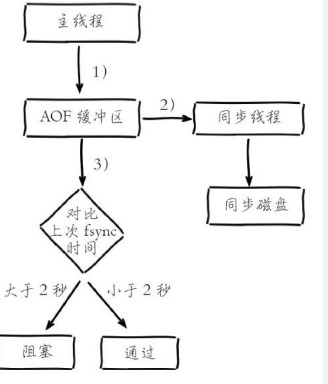 主线程
1)
AOF 缓冲区
2)
同步线程
3)
同步磁盘
对比
上次 fsync
时间
大于 2 秒
小于 2 秒
阻塞
通过